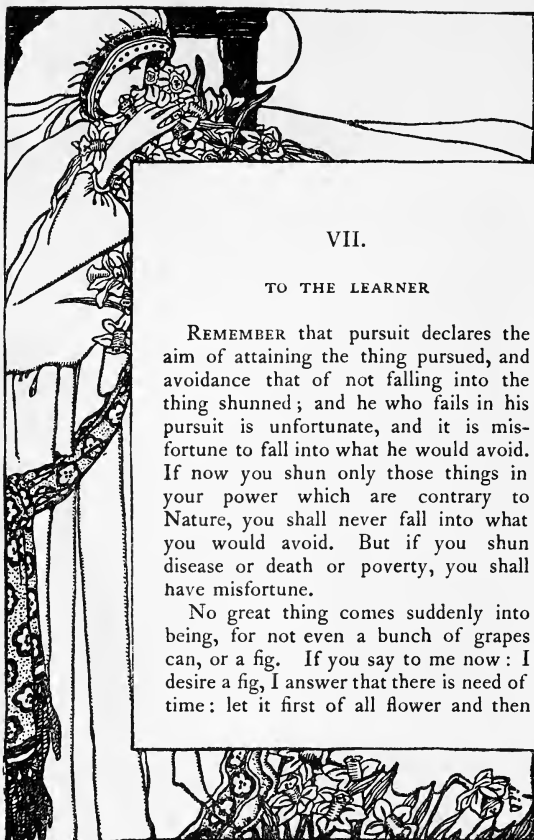 VII.
TO THE LEARNER
REMEMBER that pursuit declares the
aim of attaining the thing pursued, and
avoidance that of not falling into the
thing shunned ; and he who fails in his
pursuit is unfortunate, and it is mis-
fortune to fall into what he would avoid.
If now you shun only those things in
your power which are contrary to
Nature, you shall never fall into what
you would avoid. But if you shun
disease or death or poverty, you shall
have misfortune.
No great thing comes suddenly into
being, for not even a bunch of grapes
can, or a fig. If you say to me now : I
desire a fig, I answer that there is need of
time : let it first of all flower and then